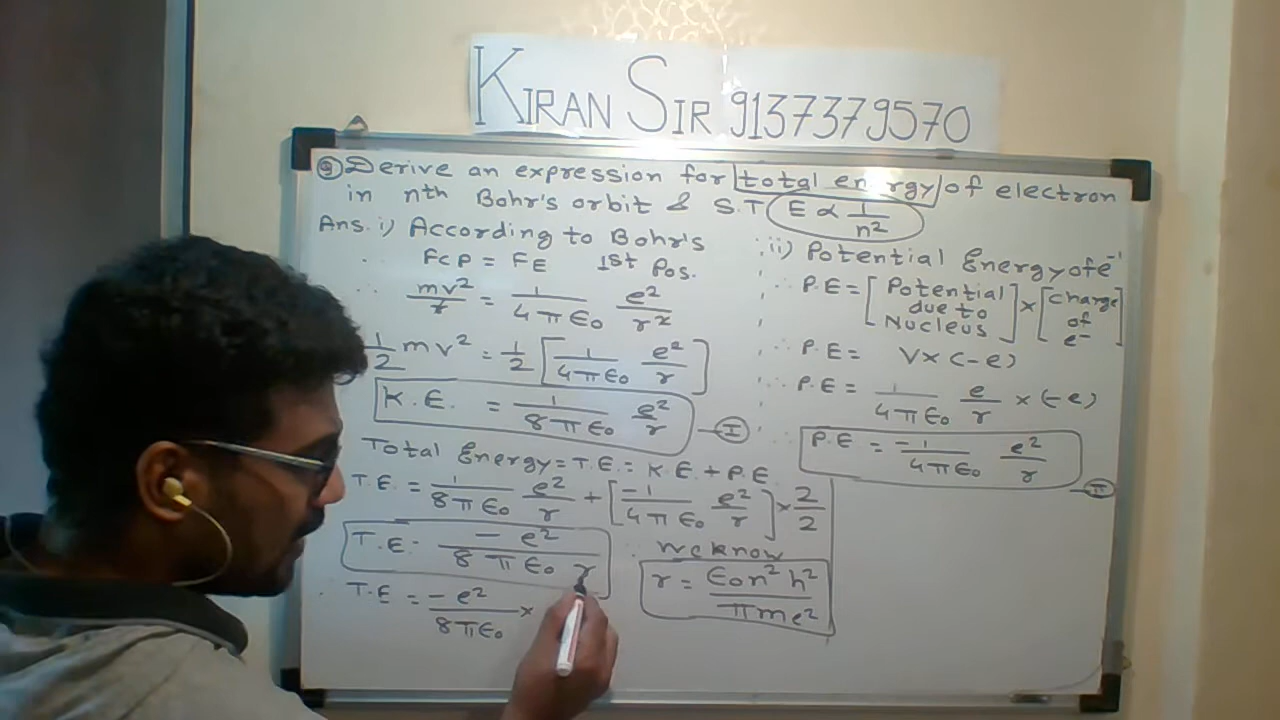 KIRAN SIR 9137379570
Q) Derive an expression for total energy of electron
in nth Bohr's orbit & S.T E ∝ 1/n²
Ans. i) According to Bohr's
FCP = FE 1st Pos.
∴ mv²/r = 1/4πϵ₀ e²/r²
1/2 mv² = 1/2 [1/4πϵ₀ e²/r]
K.E. = 1/8πϵ₀ e²/r — I
Total Energy = T.E. = K.E + P.E
T.E. = 1/8πϵ₀ e²/r + [-1/4πϵ₀ e²/r] × 2/2
T.E. = -e²/8πϵ₀r
∴ T.E = -e²/8πϵ₀ ×
we know
r = ϵ₀n²h²/πme²
ii) Potential Energy of e⁻
∴ P.E = [Potential due to Nucleus] × [Charge of e⁻]
∴ P.E = V × (-e)
∴ P.E = 1/4πϵ₀ e/r × (-e)
P.E = -1/4πϵ₀ e²/r — II